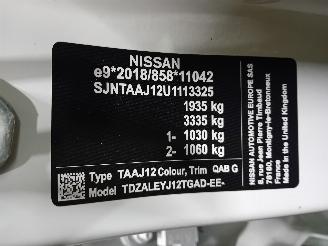 NISSAN
e9*2018/858*11042
SJNTAAJ12U1113325
1935 kg
3335 kg
1- 1030 kg
2- 1060 kg
Type TAAJ12 Colour, Trim QAB G
Model TDZALEYJ12TGAD-EE-
NISSAN AUTOMOTIVE EUROPE SAS
8, rue Jean Pierre Timbaud
78180, Montigny-le-Bretonneux
France
Made in the United Kingdom